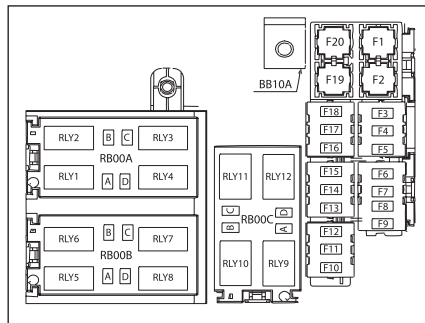 F20 F1
BB10A
F19 F2
RLY2 B C RLY3
RB00A
RLY1 A D RLY4
RLY6 B C RLY7
RB00B
RLY5 A D RLY8
RLY11 RLY12
C RB00C D
B A
RLY10 RLY9
F18 F3
F17 F4
F16 F5
F15 F6
F14 F7
F13 F8
F12 F9
F11
F10